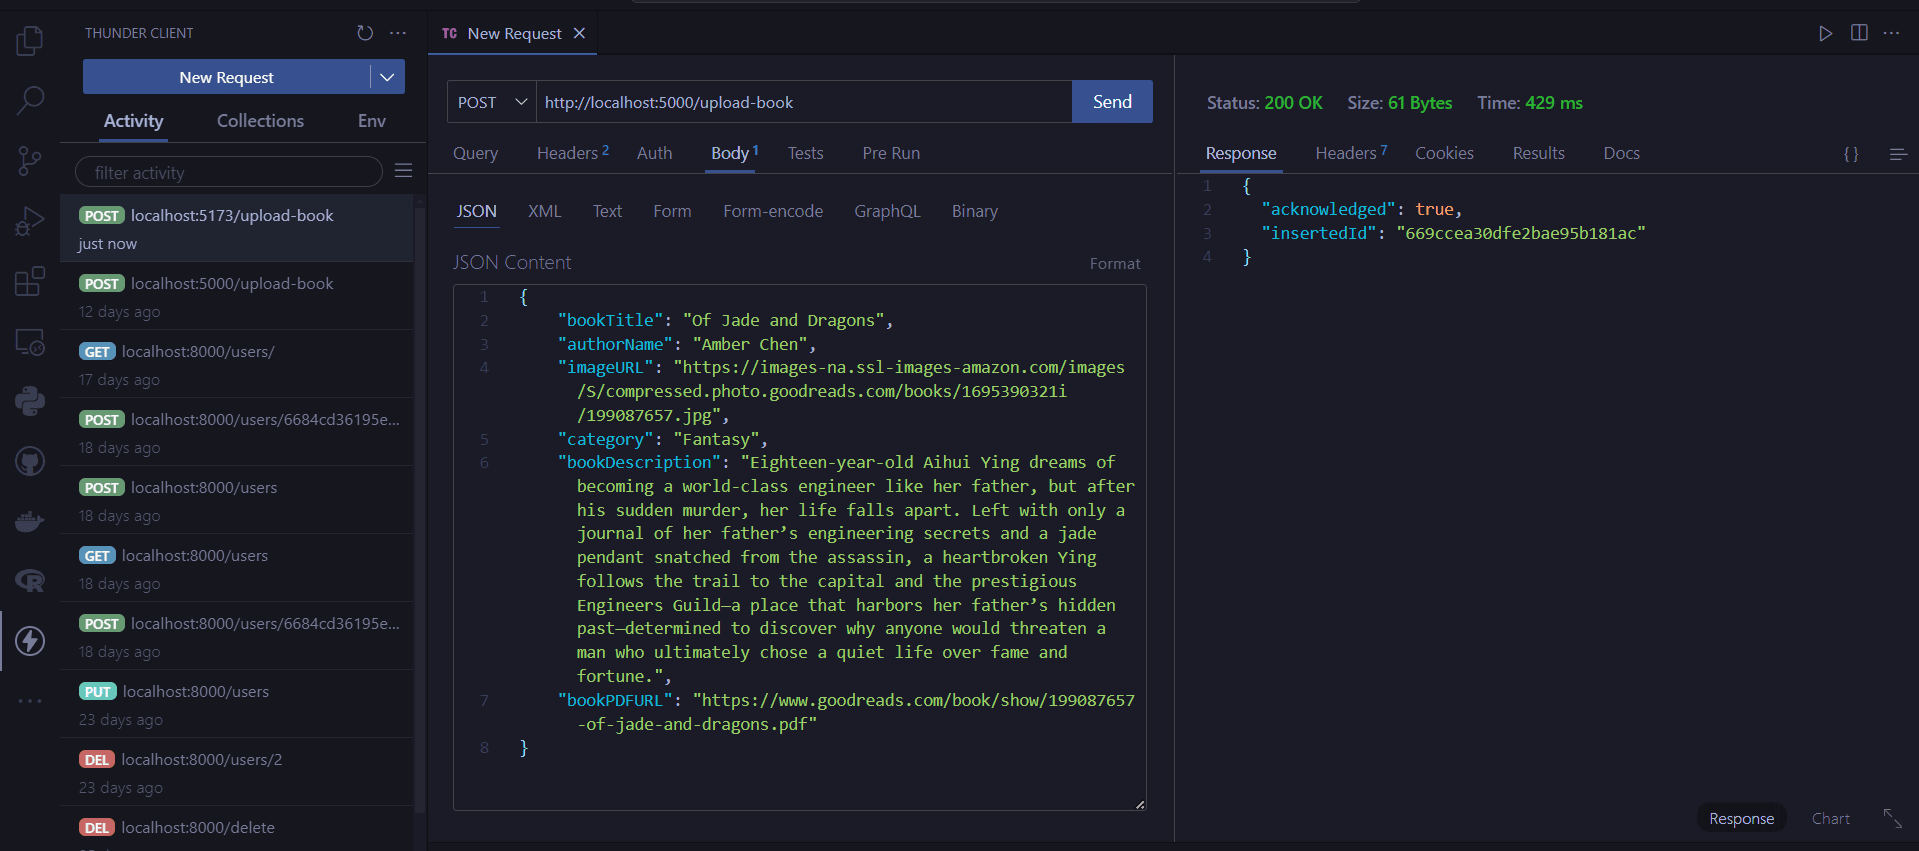 THUNDER CLIENT
New Request
Activity Collections Env
filter activity
POST localhost:5173/upload-book
just now
POST localhost:5000/upload-book
12 days ago
GET localhost:8000/users/
17 days ago
POST localhost:8000/users/6684cd36195e...
18 days ago
POST localhost:8000/users
18 days ago
GET localhost:8000/users
18 days ago
POST localhost:8000/users/6684cd36195e...
18 days ago
PUT localhost:8000/users
23 days ago
DEL localhost:8000/users/2
23 days ago
DEL localhost:8000/delete
TC New Request
POST http://localhost:5000/upload-book Send
Query Headers 2 Auth Body 1 Tests Pre Run
JSON XML Text Form Form-encode GraphQL Binary
JSON Content Format
1 {
2 "bookTitle": "Of Jade and Dragons",
3 "authorName": "Amber Chen",
4 "imageURL": "https://images-na.ssl-images-amazon.com/images
/S/compressed.photo.goodreads.com/books/1695390321i
/199087657.jpg",
5 "category": "Fantasy",
6 "bookDescription": "Eighteen-year-old Aihui Ying dreams of
becoming a world-class engineer like her father, but after
his sudden murder, her life falls apart. Left with only a
journal of her father’s engineering secrets and a jade
pendant snatched from the assassin, a heartbroken Ying
follows the trail to the capital and the prestigious
Engineers Guild—a place that harbors her father’s hidden
past—determined to discover why anyone would threaten a
man who ultimately chose a quiet life over fame and
fortune.",
7 "bookPDFURL": "https://www.goodreads.com/book/show/199087657
-of-jade-and-dragons.pdf"
8 }
Status: 200 OK Size: 61 Bytes Time: 429 ms
Response Headers 7 Cookies Results Docs { }
1 {
2 "acknowledged": true,
3 "insertedId": "669ccea30dfe2bae95b181ac"
4 }
Response Chart